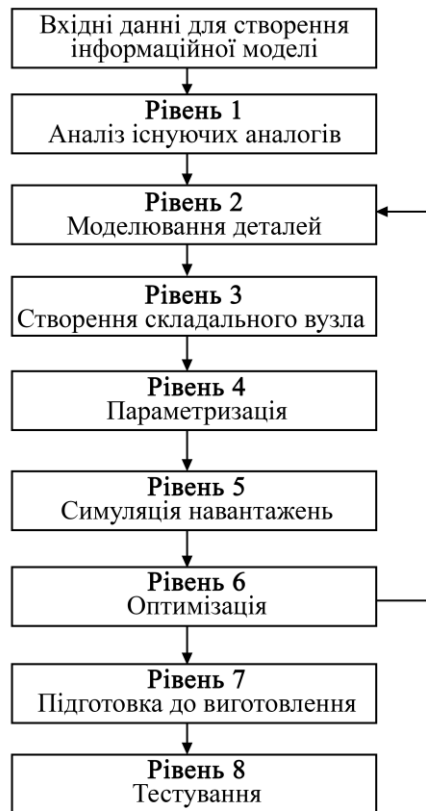 Вхідні данні для створення
інформаційної моделі
Рівень 1
Аналіз існуючих аналогів
Рівень 2
Моделювання деталей
Рівень 3
Створення складального вузла
Рівень 4
Параметризація
Рівень 5
Симуляція навантажень
Рівень 6
Оптимізація
Рівень 7
Підготовка до виготовлення
Рівень 8
Тестування